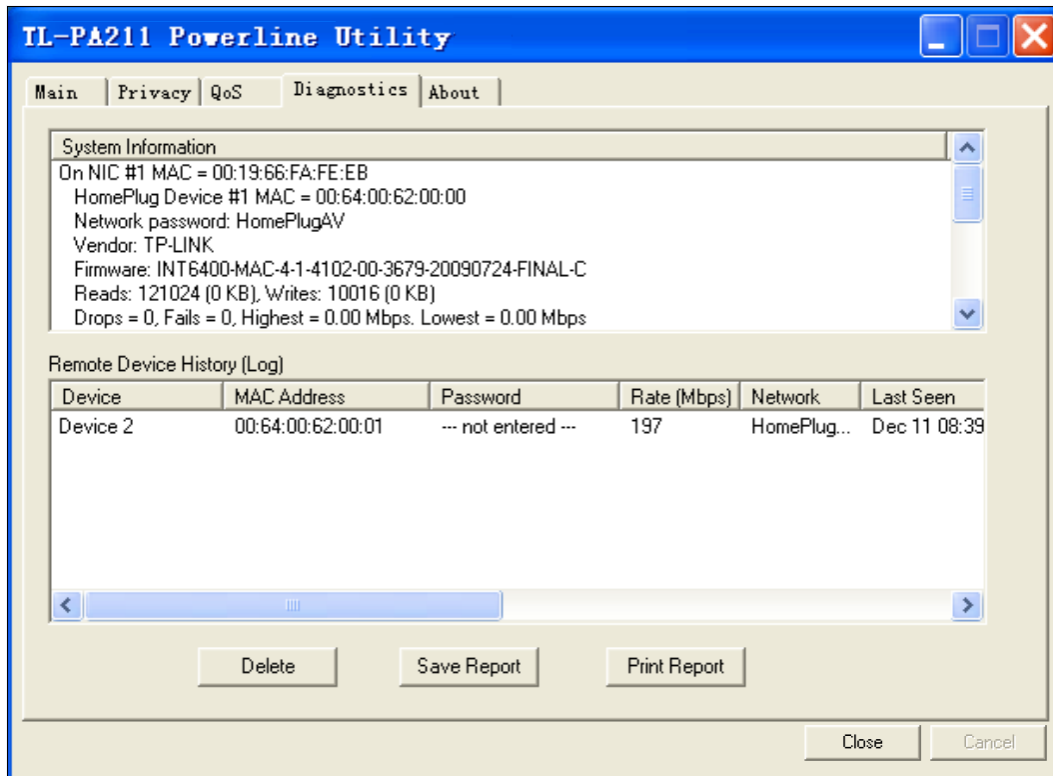 TL-PA211 Powerline Utility
Main Privacy QoS Diagnostics About
System Information
On NIC #1 MAC = 00:19:66:FA:FE:EB
HomePlug Device #1 MAC = 00:64:00:62:00:00
Network password: HomePlugAV
Vendor: TP-LINK
Firmware: INT6400-MAC-4-1-4102-00-3679-20090724-FINAL-C
Reads: 121024 (0 KB), Writes: 10016 (0 KB)
Drops = 0, Fails = 0, Highest = 0.00 Mbps. Lowest = 0.00 Mbps
Remote Device History (Log)
Device MAC Address Password Rate (Mbps) Network Last Seen
Device 2 00:64:00:62:00:01 --- not entered --- 197 HomePlug... Dec 11 08:39
Delete Save Report Print Report
Close Cancel